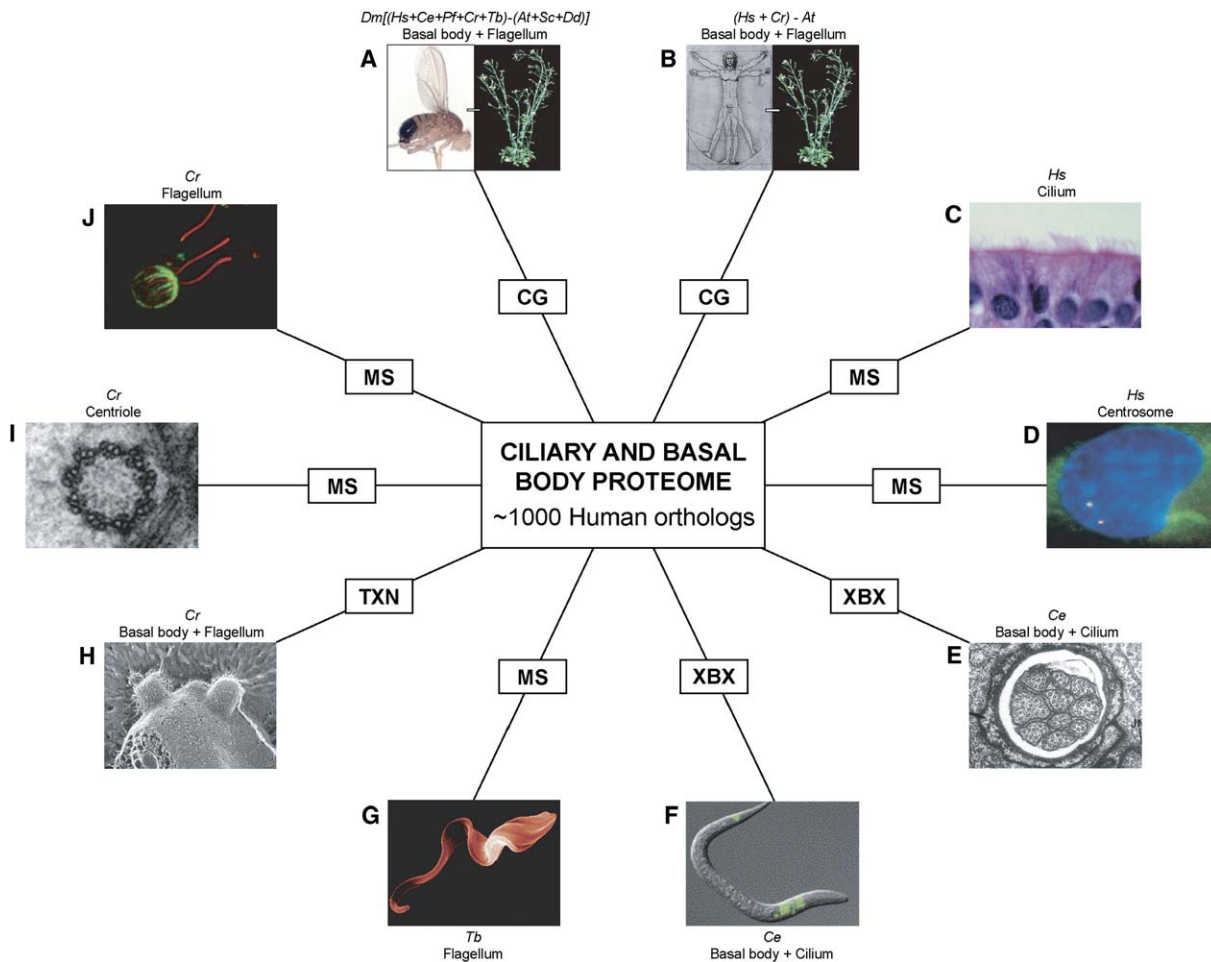 Dm[(Hs+Ce+Pf+Cr+Tb)-(At+Sc+Dd)]
Basal body + Flagellum
A
(Hs + Cr) - At
Basal body + Flagellum
B
Cr
Flagellum
J
Hs
Cilium
C
CG
CG
MS
MS
Cr
Centriole
I
Hs
Centrosome
D
CILIARY AND BASAL
BODY PROTEOME
~1000 Human orthologs
MS
MS
TXN
XBX
Cr
Basal body + Flagellum
H
Ce
Basal body + Cilium
E
MS
XBX
G
Tb
Flagellum
F
Ce
Basal body + Cilium